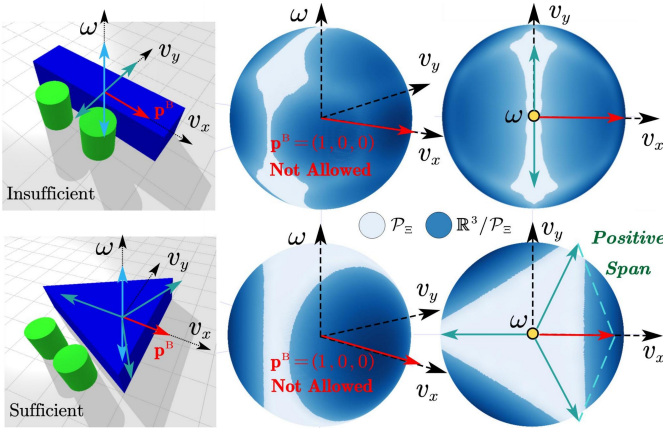 ω
v_y
p^B
v_x
Insufficient
ω
v_y
p^B = (1, 0, 0)
Not Allowed
v_x
v_y
ω
v_x
𝒫_Ξ
ℝ³/𝒫_Ξ
ω
v_y
v_x
p^B
Sufficient
ω
v_y
p^B = (1, 0, 0)
Not Allowed
v_x
v_y
Positive
Span
ω
v_x